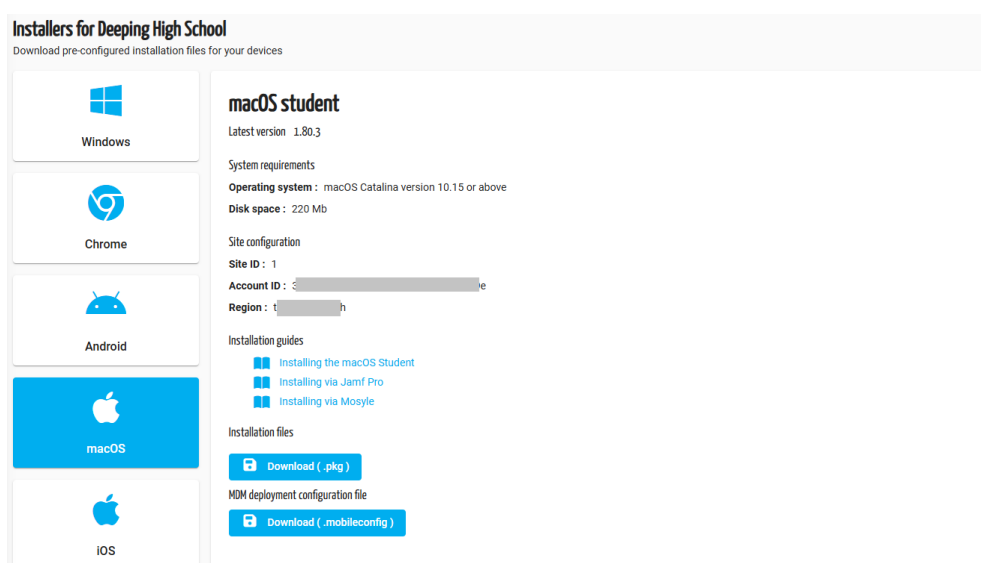 Installers for Deeping High School
Download pre-configured installation files for your devices
Windows
Chrome
Android
macOS
iOS
macOS student
Latest version 1.80.3
System requirements
Operating system : macOS Catalina version 10.15 or above
Disk space : 220 Mb
Site configuration
Site ID : 1
Account ID :
Region : t h
Installation guides
Installing the macOS Student
Installing via Jamf Pro
Installing via Mosyle
Installation files
Download ( .pkg )
MDM deployment configuration file
Download ( .mobileconfig )